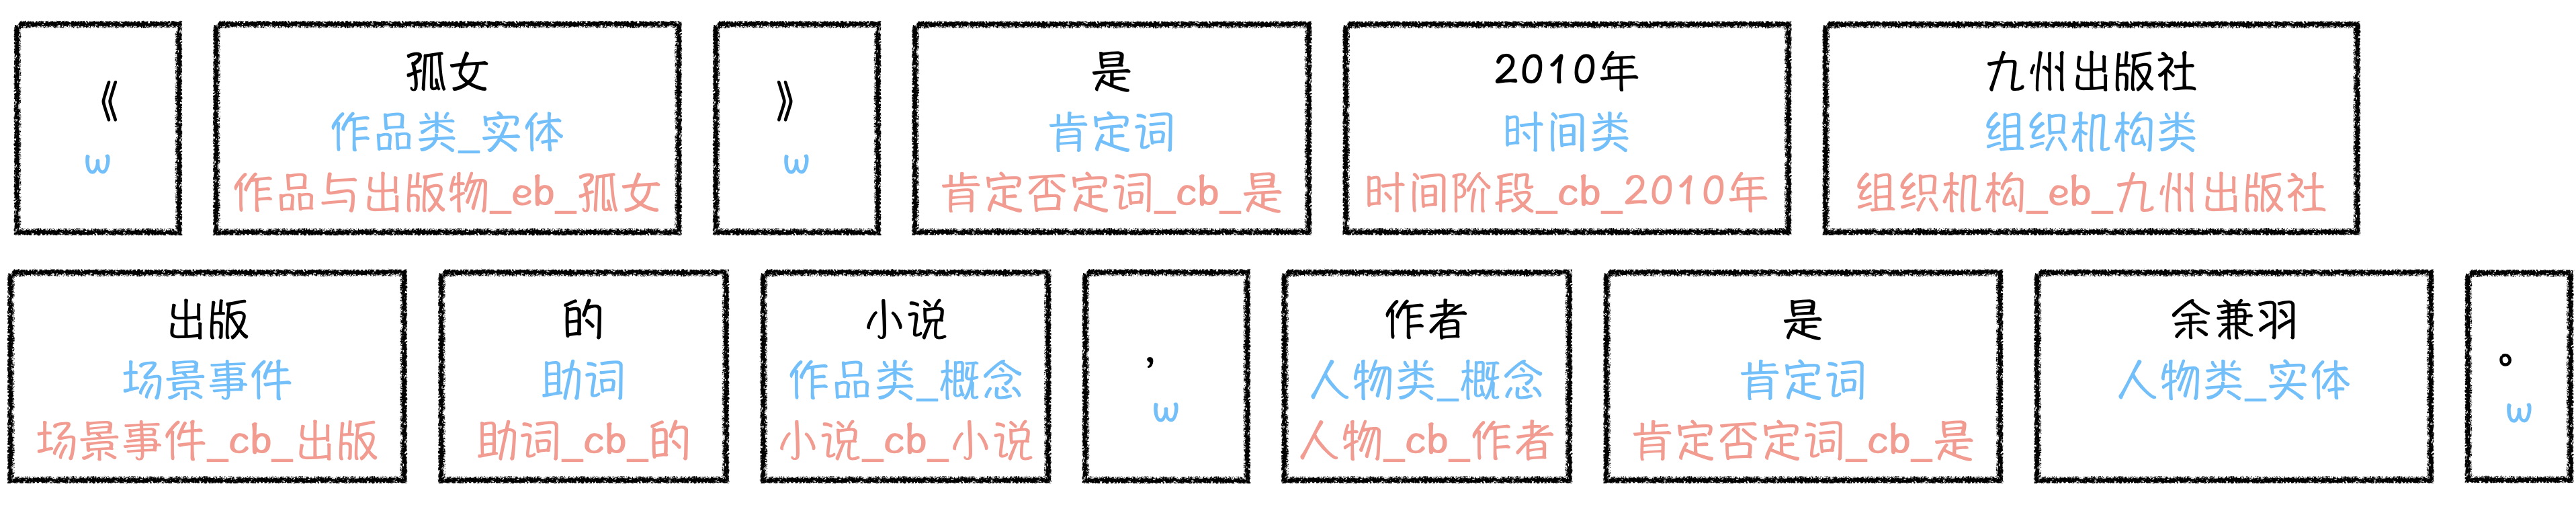 《
w
孤女
作品类_实体
作品与出版物_eb_孤女
》
w
是
肯定词
肯定否定词_cb_是
2010年
时间类
时间阶段_cb_2010年
九州出版社
组织机构类
组织机构_eb_九州出版社
出版
场景事件
场景事件_cb_出版
的
助词
助词_cb_的
小说
作品类_概念
小说_cb_小说
，
w
作者
人物类_概念
人物_cb_作者
是
肯定词
肯定否定词_cb_是
余兼羽
人物类_实体
。
w